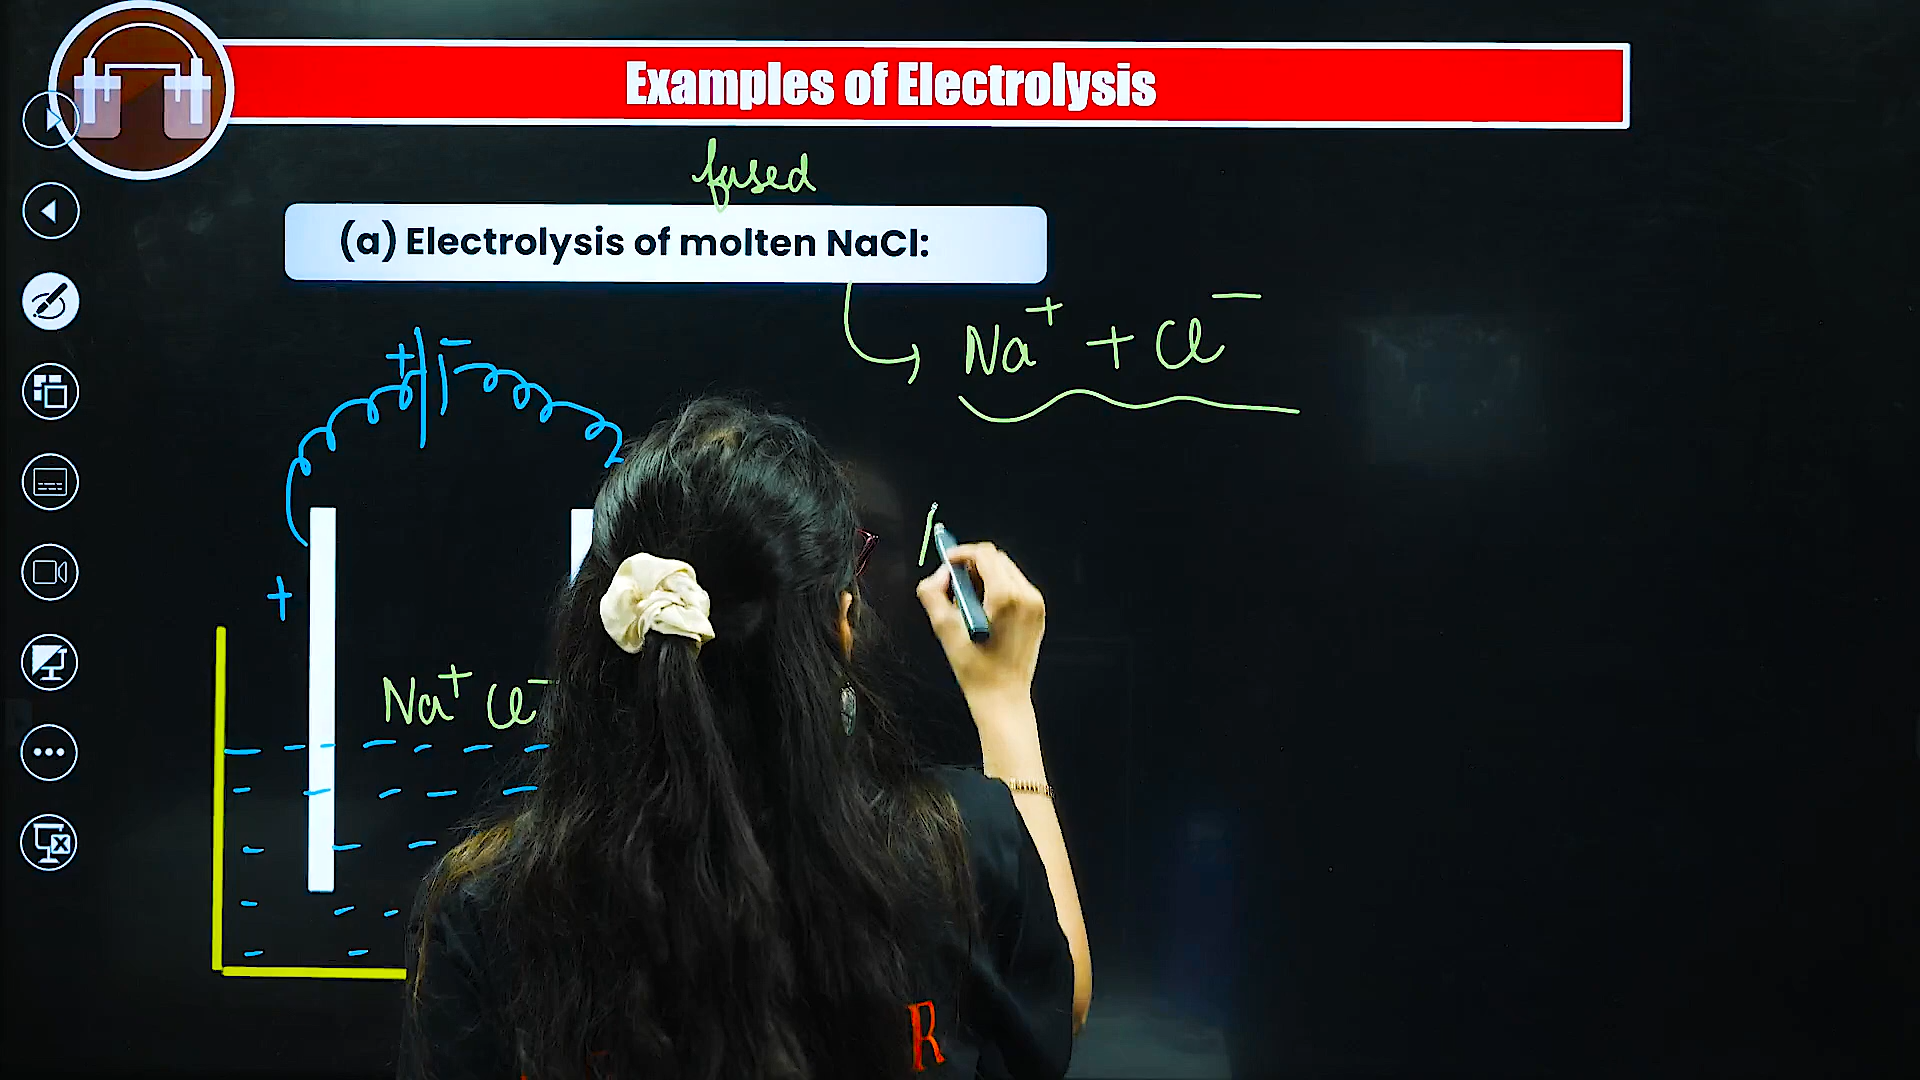 Examples of Electrolysis
fused
(a) Electrolysis of molten NaCl:
Na⁺ + Cl⁻
+ −
+
Na⁺ Cl⁻
R